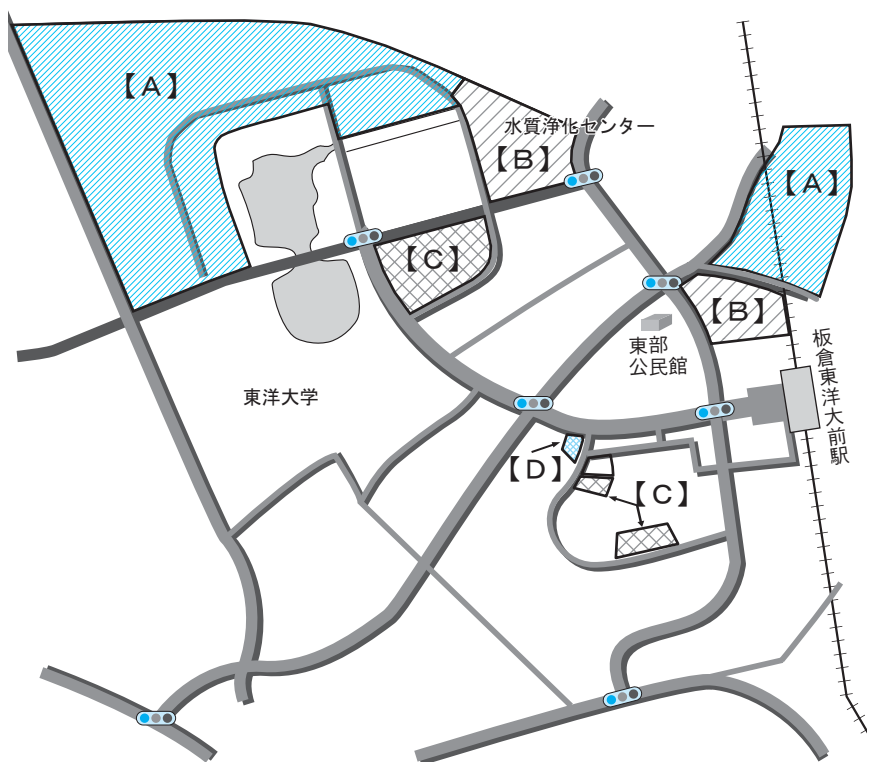 【A】
水質浄化センター
【B】
【A】
【C】
【B】
東部
公民館
板倉東洋大前駅
東洋大学
【D】
【C】